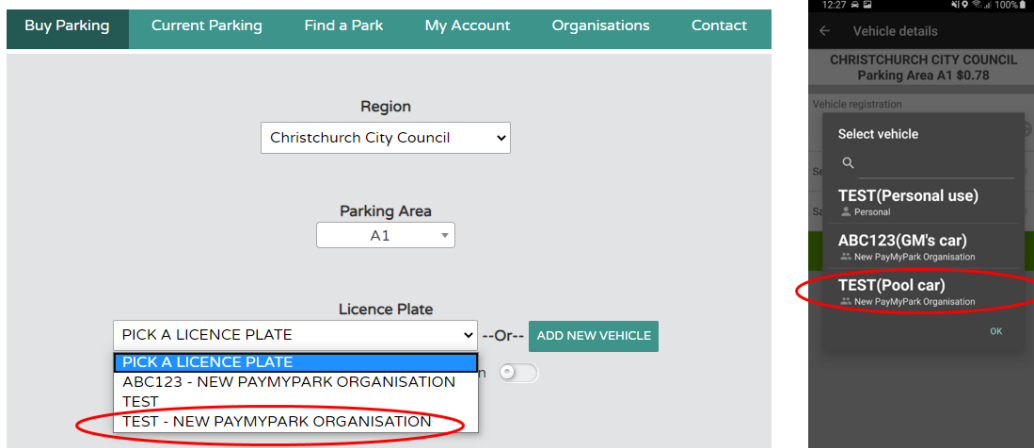 Buy Parking Current Parking Find a Park My Account Organisations Contact
Region
Christchurch City Council
Parking Area
A1
Licence Plate
PICK A LICENCE PLATE --Or-- ADD NEW VEHICLE
PICK A LICENCE PLATE
ABC123 - NEW PAYMYPARK ORGANISATION
TEST
TEST - NEW PAYMYPARK ORGANISATION
12:27 100%
Vehicle details
CHRISTCHURCH CITY COUNCIL
Parking Area A1 $0.78
Vehicle registration
Select vehicle
TEST(Personal use)
Personal
ABC123(GM's car)
New PayMyPark Organisation
TEST(Pool car)
New PayMyPark Organisation
OK